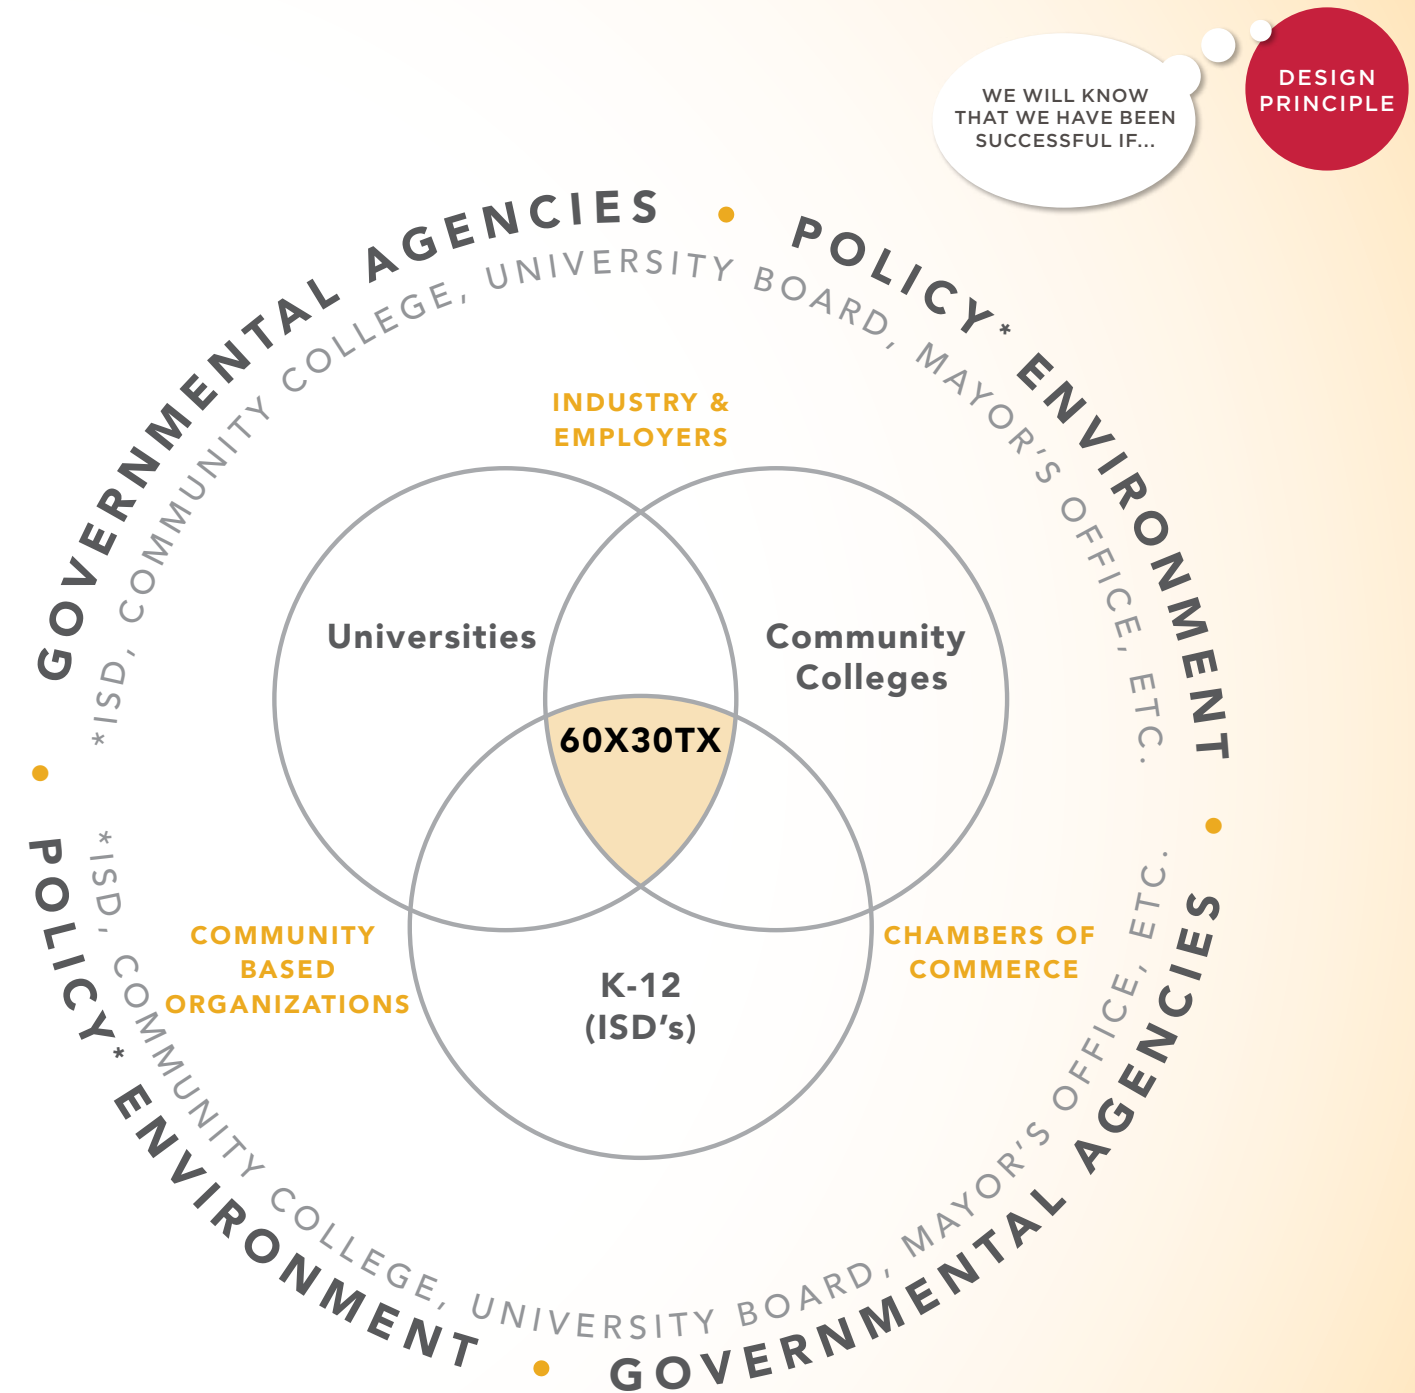 WE WILL KNOW
THAT WE HAVE BEEN
SUCCESSFUL IF...
DESIGN
PRINCIPLE
GOVERNMENTAL AGENCIES • POLICY* ENVIRONMENT •
*ISD, COMMUNITY COLLEGE, UNIVERSITY BOARD, MAYOR'S OFFICE, ETC.
INDUSTRY &
EMPLOYERS
Universities
Community
Colleges
60X30TX
COMMUNITY
BASED
ORGANIZATIONS
CHAMBERS OF
COMMERCE
K-12
(ISD's)
*ISD, COMMUNITY COLLEGE, UNIVERSITY BOARD, MAYOR'S OFFICE, ETC.
• POLICY* ENVIRONMENT • GOVERNMENTAL AGENCIES